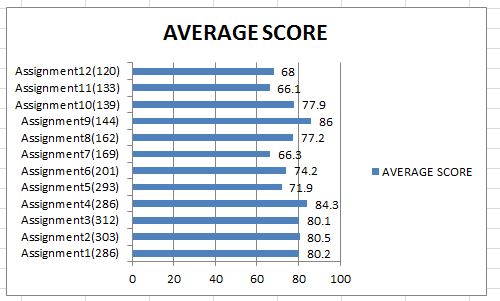 AVERAGE SCORE
Assignment12(120) 68
Assignment11(133) 66.1
Assignment10(139) 77.9
Assignment9(144) 86
Assignment8(162) 77.2
Assignment7(169) 66.3
Assignment6(201) 74.2
Assignment5(293) 71.9
Assignment4(286) 84.3
Assignment3(312) 80.1
Assignment2(303) 80.5
Assignment1(286) 80.2
0 20 40 60 80 100
AVERAGE SCORE